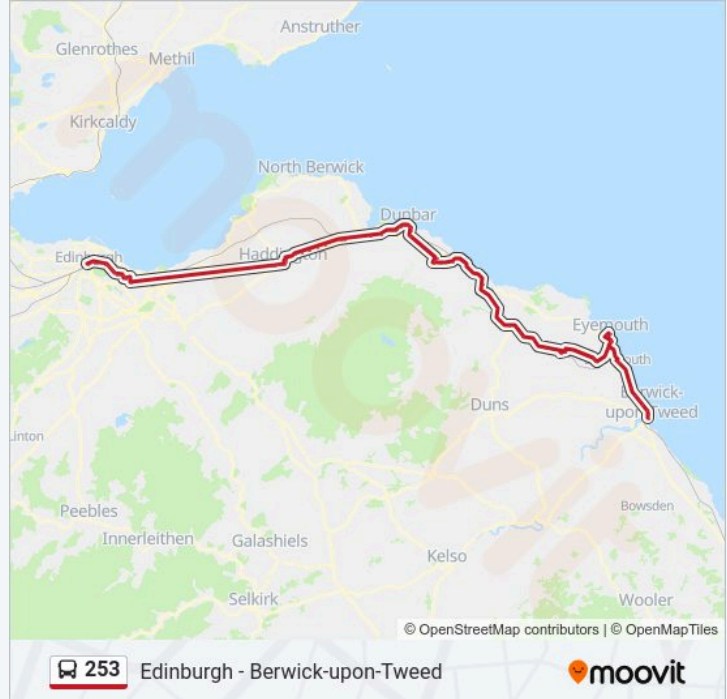 Anstruther
Glenrothes
Methil
Kirkcaldy
North Berwick
Dunbar
Edinburgh
Haddington
Eyemouth
outh
Duns
Berwick-
upon-Tweed
Linton
Bowsden
Peebles
Innerleithen
Galashiels
Kelso
Selkirk
Wooler
© OpenStreetMap contributors | © OpenMapTiles
253 Edinburgh - Berwick-upon-Tweed
moovit